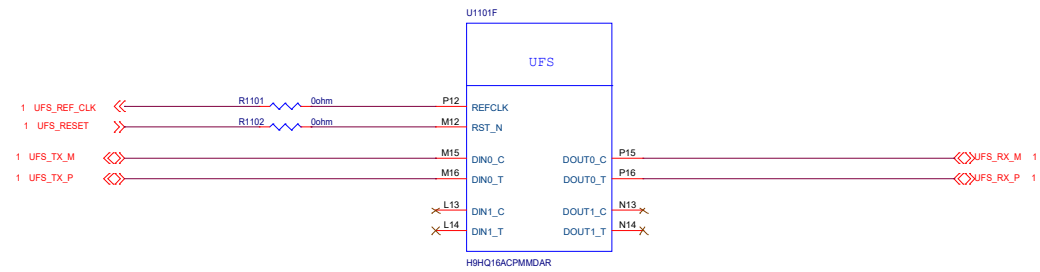 U1101F
UFS
1 UFS_REF_CLK R1101 0ohm P12 REFCLK
1 UFS_RESET R1102 0ohm M12 RST_N
1 UFS_TX_M M15 DIN0_C DOUT0_C P15 UFS_RX_M 1
1 UFS_TX_P M16 DIN0_T DOUT0_T P16 UFS_RX_P 1
L13 DIN1_C DOUT1_C N13
L14 DIN1_T DOUT1_T N14
H9HQ16ACPMMDAR